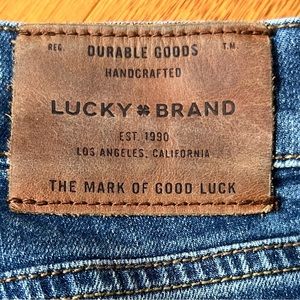 REG. DURABLE GOODS T.M.
HANDCRAFTED
LUCKY BRAND
EST. 1990
LOS ANGELES, CALIFORNIA
THE MARK OF GOOD LUCK